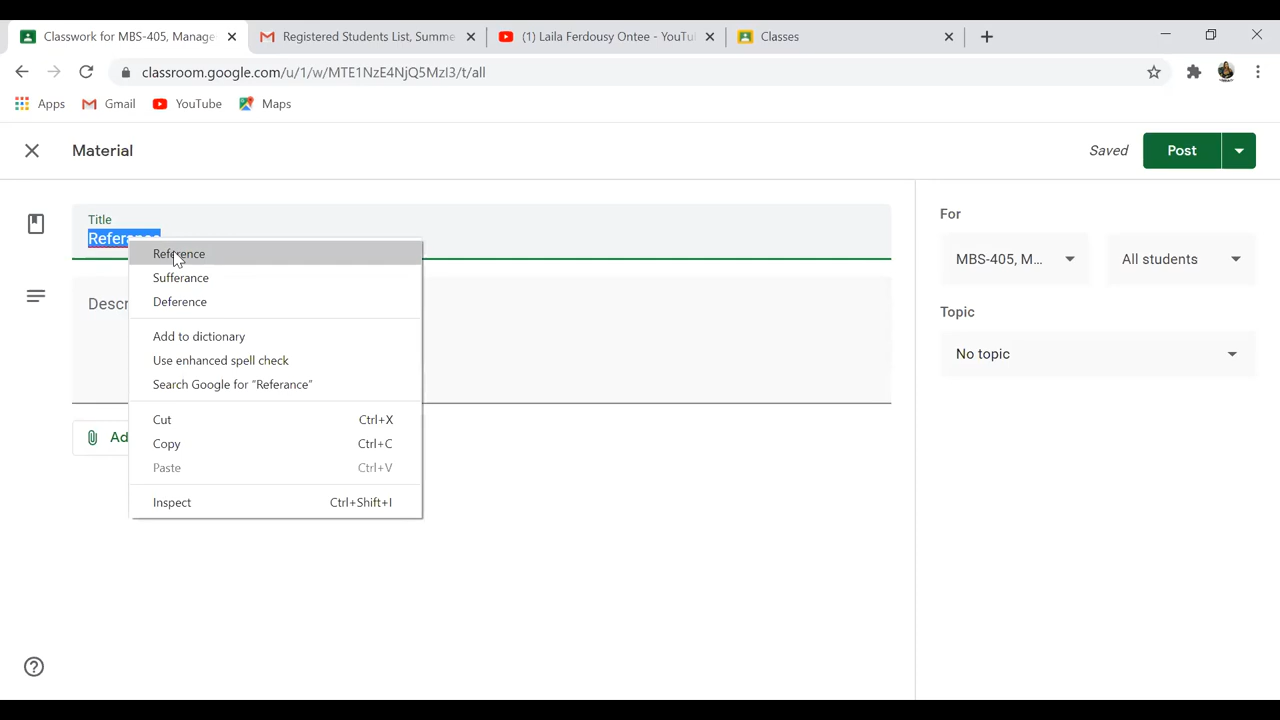 Classwork for MBS-405, Manage
Registered Students List, Summe
(1) Laila Ferdousy Ontee - YouTu
Classes
classroom.google.com/u/1/w/MTE1NzE4NjQ5MzI3/t/all
Apps
Gmail
YouTube
Maps
Material
Saved
Post
Title
Reference
Sufferance
Deference
Descr
Add to dictionary
Use enhanced spell check
Search Google for “Referance”
Cut Ctrl+X
Copy Ctrl+C
Paste Ctrl+V
Inspect Ctrl+Shift+I
Ad
For
MBS-405, M...
All students
Topic
No topic